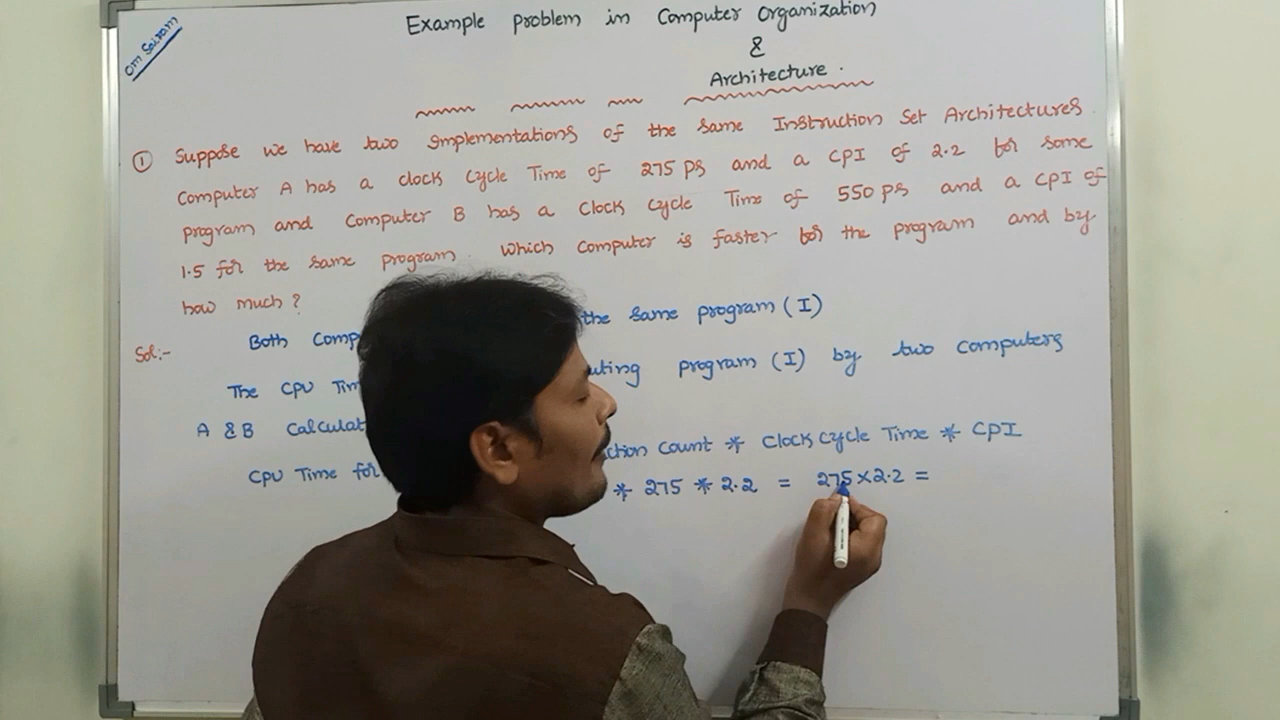 Om Sairam
Example problem in Computer Organization
&
Architecture .
① Suppose we have two Implementations of the same Instruction Set Architectures
Computer A has a clock cycle Time of 275 ps and a CPI of 2.2 for some
program and Computer B has a Clock cycle Time of 550 ps and a CPI of
1.5 for the same program. Which Computer is faster for the program and by
how much?
Sol:- Both Comp the same program (I)
The CPU Tim uting program (I) by two computers
A & B Calculat
CPU Time for ction Count * Clock Cycle Time * CPI
* 275 * 2.2 = 275 × 2.2 =